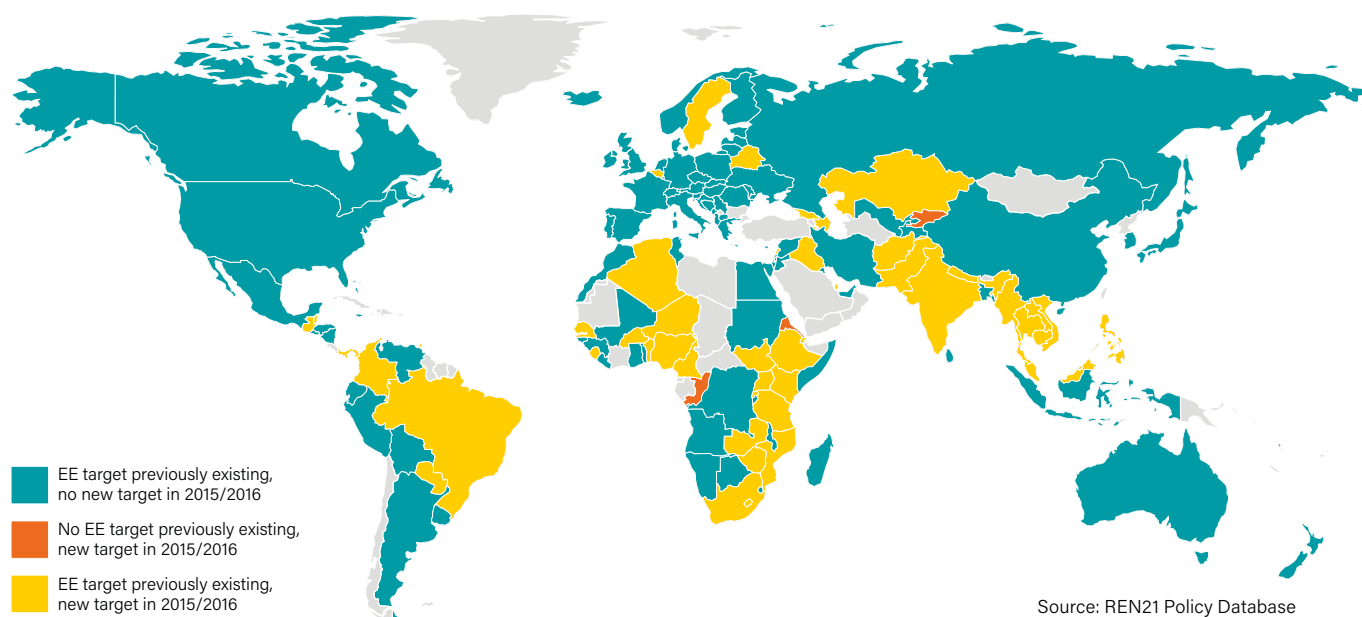 EE target previously existing,
no new target in 2015/2016
No EE target previously existing,
new target in 2015/2016
EE target previously existing,
new target in 2015/2016
Source: REN21 Policy Database